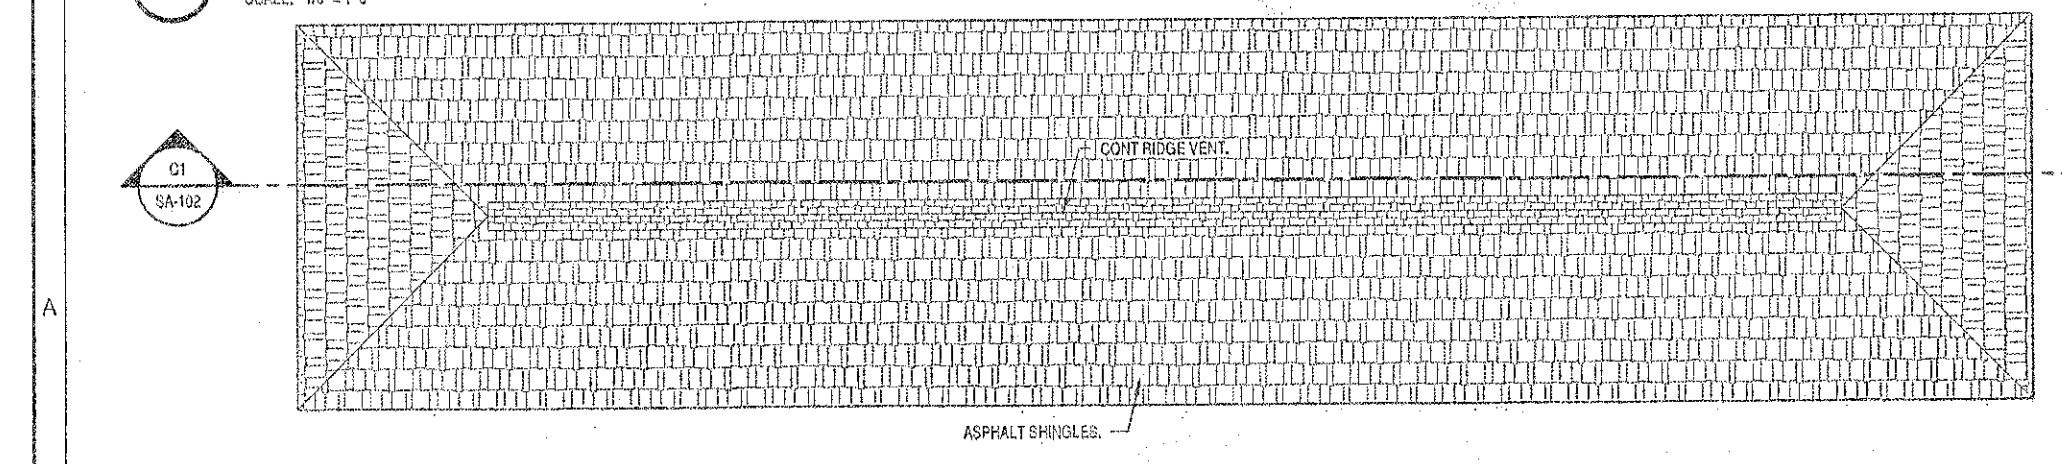 CONT RIDGE VENT.
C1
SA-102
A
ASPHALT SHINGLES.